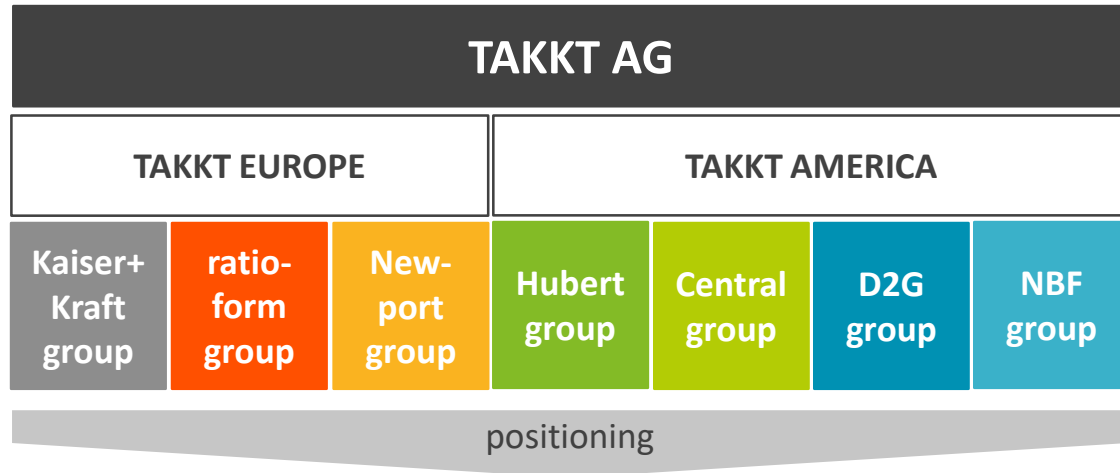 TAKKT AG
TAKKT EUROPE
TAKKT AMERICA
Kaiser+
Kraft
group
ratio-
form
group
New-
port
group
Hubert
group
Central
group
D2G
group
NBF
group
positioning